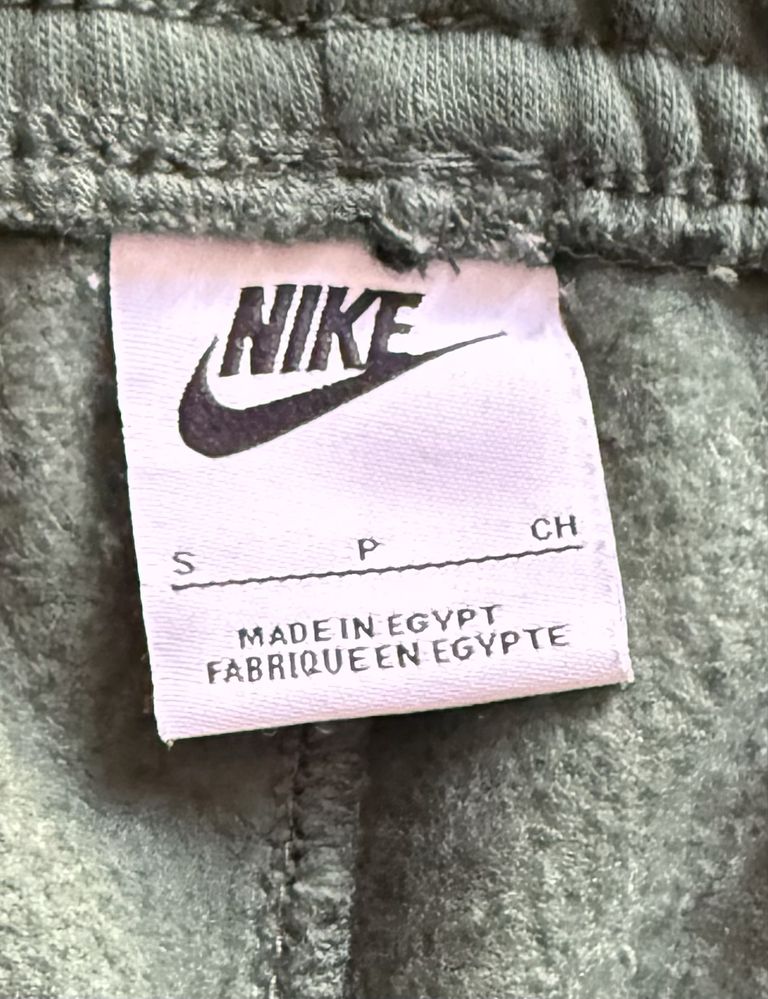 NIKE
S P CH
MADE IN EGYPT
FABRIQUE EN EGYPTE